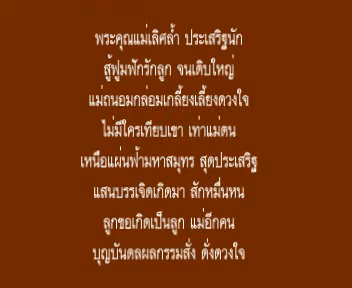 พระคุณแม่เลิศล้ำ ประเสริฐนัก
สู้ฟูมฟักรักลูก จนเติบใหญ่
แม่ถนอมกล่อมเกลี้ยงเลี้ยงดวงใจ
ไม่มีใครเทียบเขา เท่าแม่ตน
เหนือแผ่นฟ้ามหาสมุทร สุดประเสริฐ
แสนบรรเจิดเกิดมา สักหมื่นหน
ลูกขอเกิดเป็นลูก แม่อีกคน
บุญบันดลผลกรรมสั่ง ดั่งดวงใจ